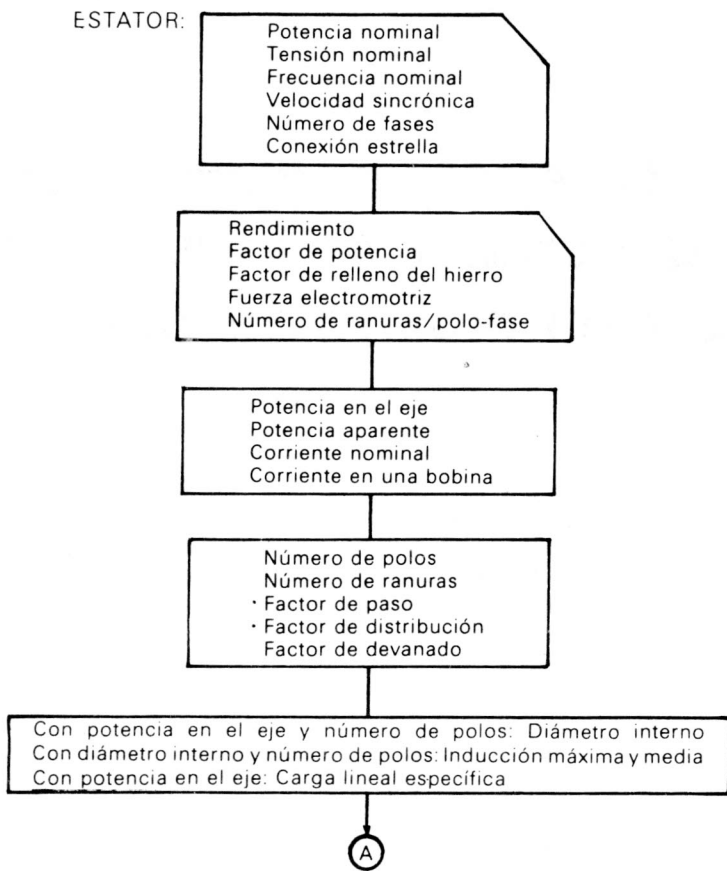 ESTATOR:
Potencia nominal
Tensión nominal
Frecuencia nominal
Velocidad sincrónica
Número de fases
Conexión estrella
Rendimiento
Factor de potencia
Factor de relleno del hierro
Fuerza electromotriz
Número de ranuras/polo-fase
Potencia en el eje
Potencia aparente
Corriente nominal
Corriente en una bobina
Número de polos
Número de ranuras
· Factor de paso
· Factor de distribución
Factor de devanado
Con potencia en el eje y número de polos: Diámetro interno
Con diámetro interno y número de polos: Inducción máxima y media
Con potencia en el eje: Carga lineal específica
A